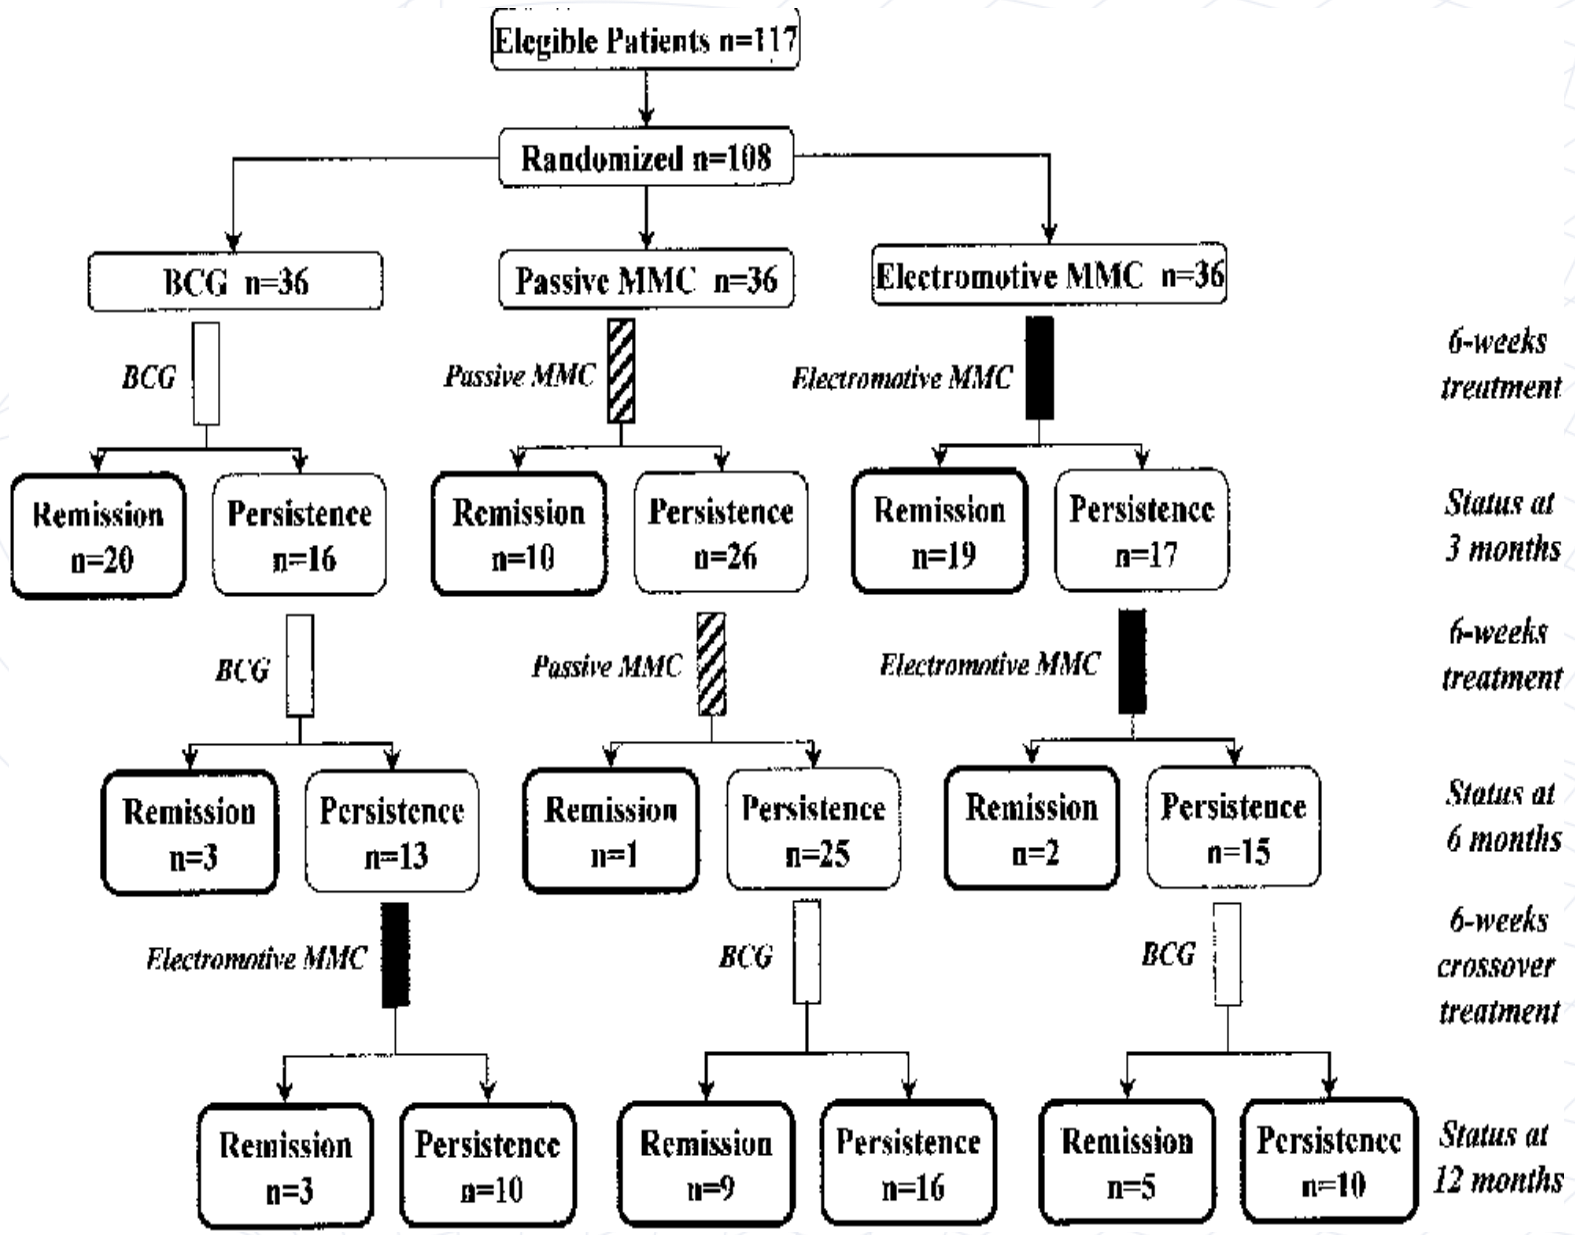 Elegible Patients n=117
Randomized n=108
BCG n=36
Passive MMC n=36
Electromotive MMC n=36
BCG
Passive MMC
Electromotive MMC
6-weeks
treatment
Remission
n=20
Persistence
n=16
Remission
n=10
Persistence
n=26
Remission
n=19
Persistence
n=17
Status at
3 months
BCG
Passive MMC
Electromotive MMC
6-weeks
treatment
Remission
n=3
Persistence
n=13
Remission
n=1
Persistence
n=25
Remission
n=2
Persistence
n=15
Status at
6 months
Electromotive MMC
BCG
BCG
6-weeks
crossover
treatment
Remission
n=3
Persistence
n=10
Remission
n=9
Persistence
n=16
Remission
n=5
Persistence
n=10
Status at
12 months